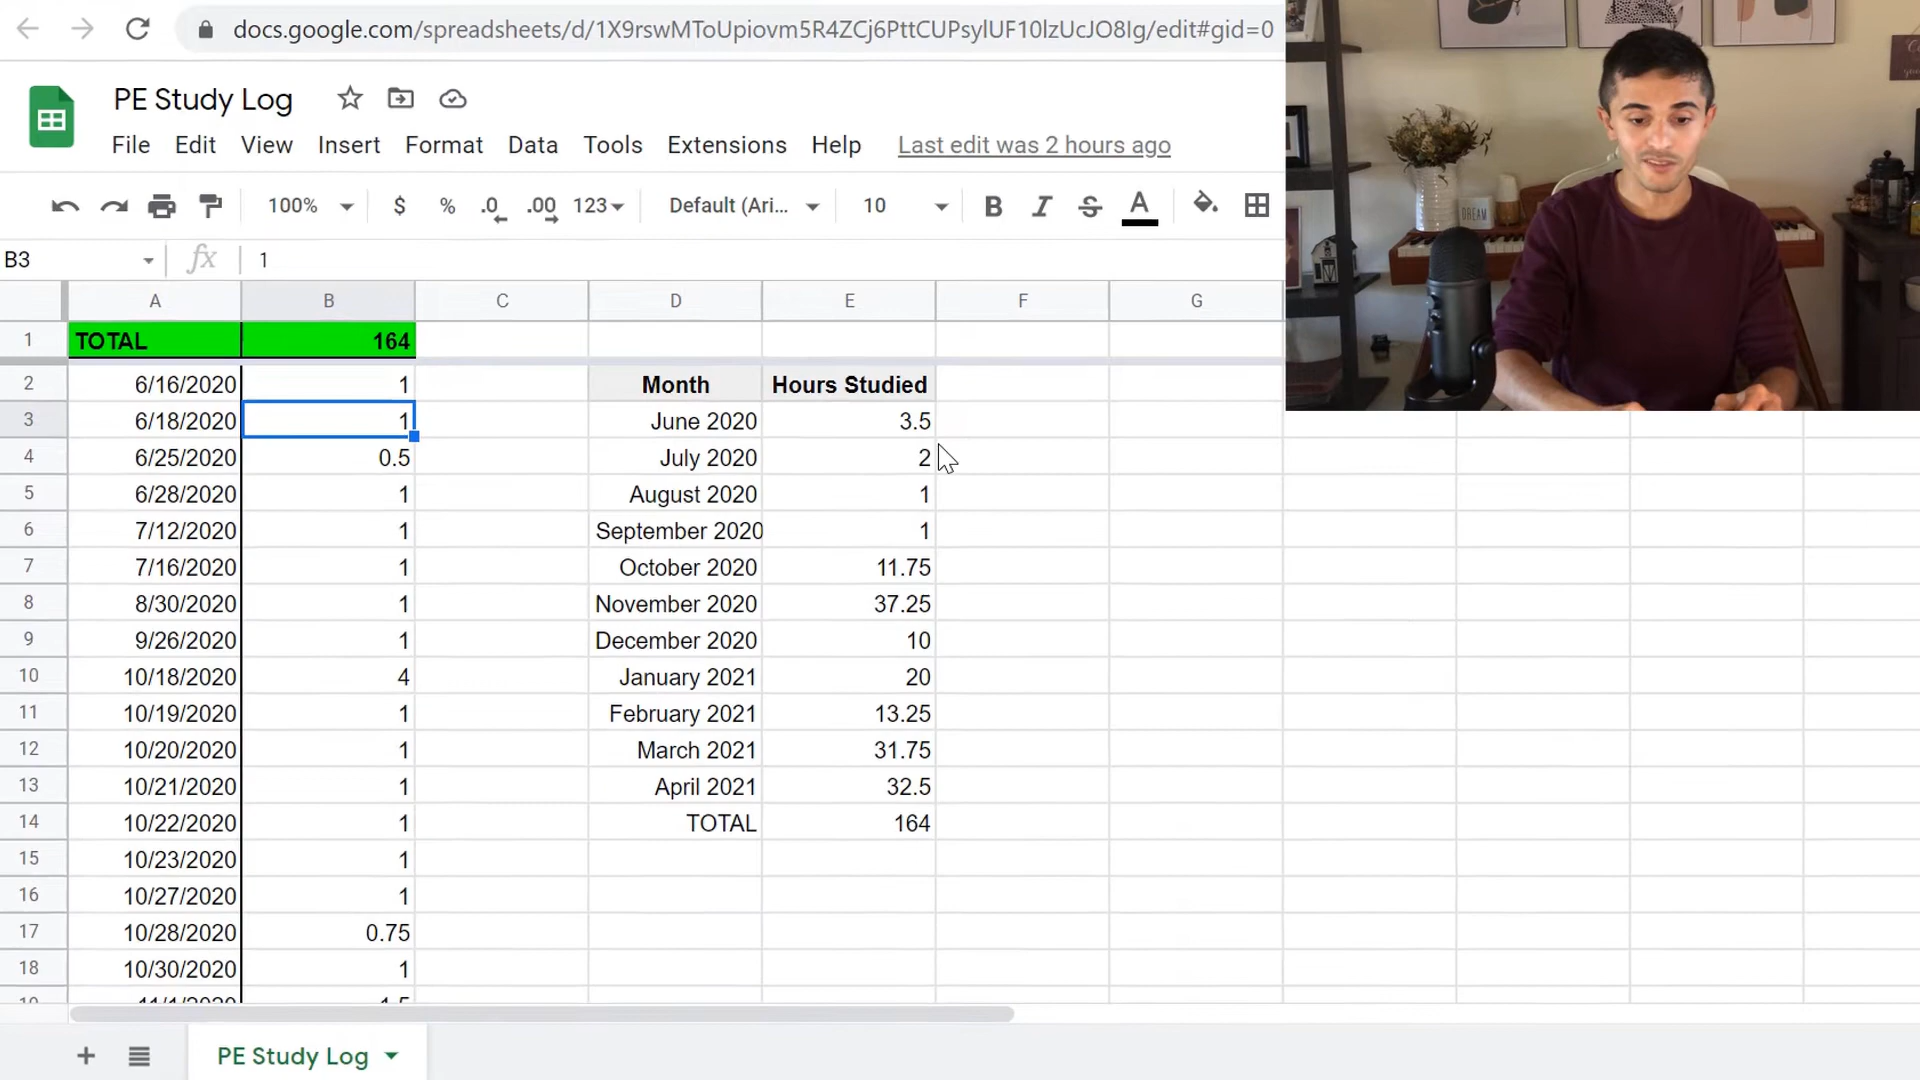 docs.google.com/spreadsheets/d/1X9rswMToUpiovm5R4ZCj6PttCUPsylUF10lzUcJO8Ig/edit#gid=0
PE Study Log
File Edit View Insert Format Data Tools Extensions Help Last edit was 2 hours ago
100% $ % .0 .00 123 Default (Ari... 10 B I S A
B3 fx 1
A B C D E F G
1 TOTAL 164
2 6/16/2020 1 Month Hours Studied
3 6/18/2020 1 June 2020 3.5
4 6/25/2020 0.5 July 2020 2
5 6/28/2020 1 August 2020 1
6 7/12/2020 1 September 2020 1
7 7/16/2020 1 October 2020 11.75
8 8/30/2020 1 November 2020 37.25
9 9/26/2020 1 December 2020 10
10 10/18/2020 4 January 2021 20
11 10/19/2020 1 February 2021 13.25
12 10/20/2020 1 March 2021 31.75
13 10/21/2020 1 April 2021 32.5
14 10/22/2020 1 TOTAL 164
15 10/23/2020 1
16 10/27/2020 1
17 10/28/2020 0.75
18 10/30/2020 1
19 11/1/2020 1.5
PE Study Log
DREAM